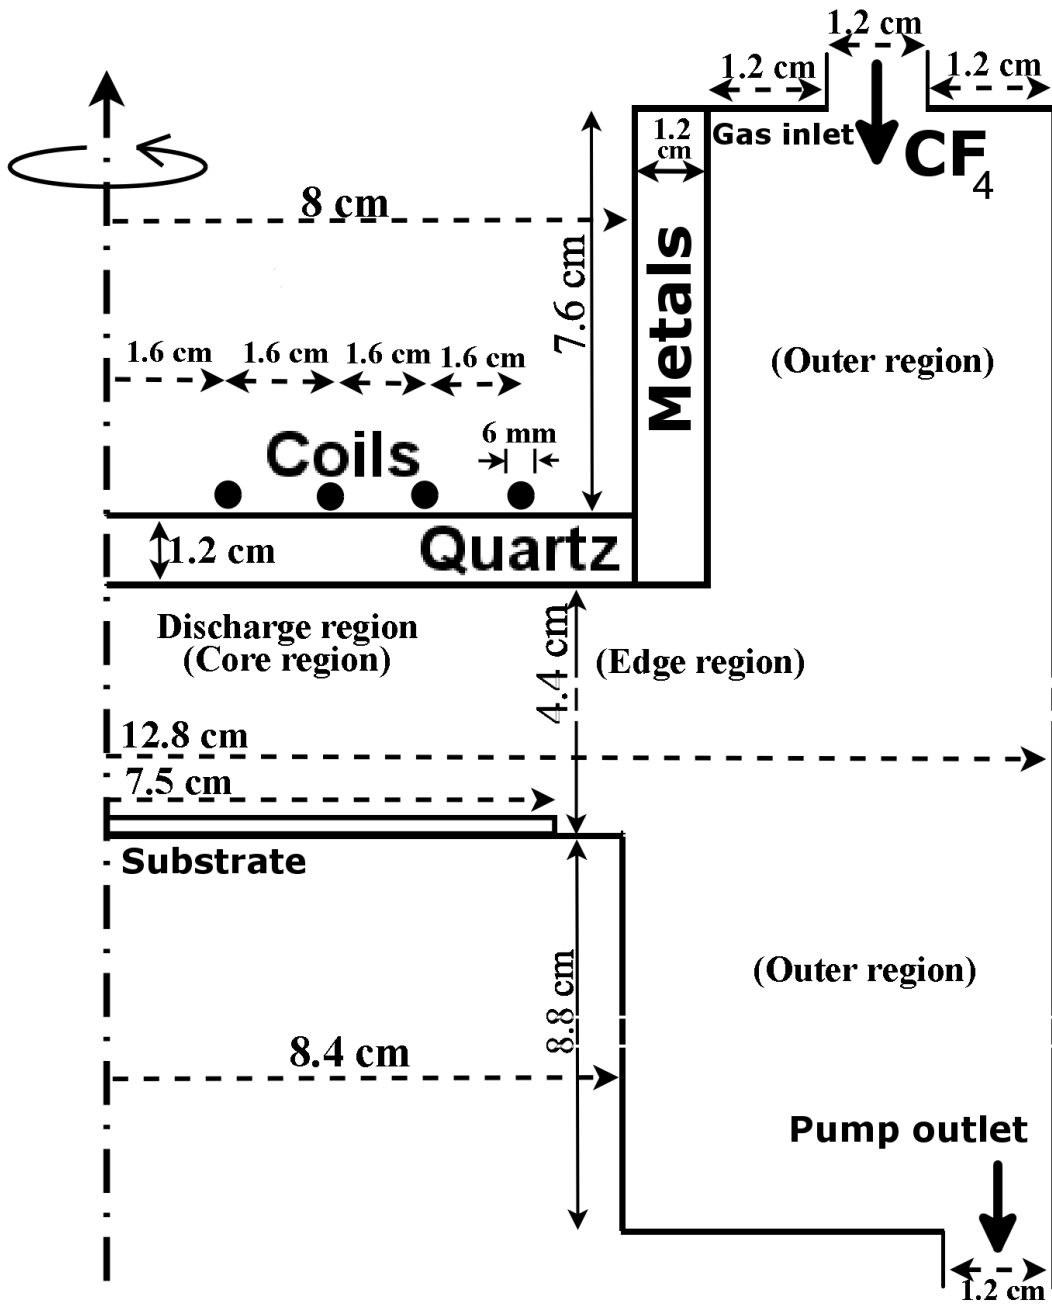 1.2 cm
1.2 cm
1.2 cm
Gas inlet
CF4
1.2
cm
8 cm
7.6 cm
Metals
(Outer region)
1.6 cm
1.6 cm
1.6 cm
1.6 cm
6 mm
Coils
Quartz
1.2 cm
Discharge region
(Core region)
4.4 cm
(Edge region)
12.8 cm
7.5 cm
Substrate
8.8 cm
(Outer region)
8.4 cm
Pump outlet
1.2 cm